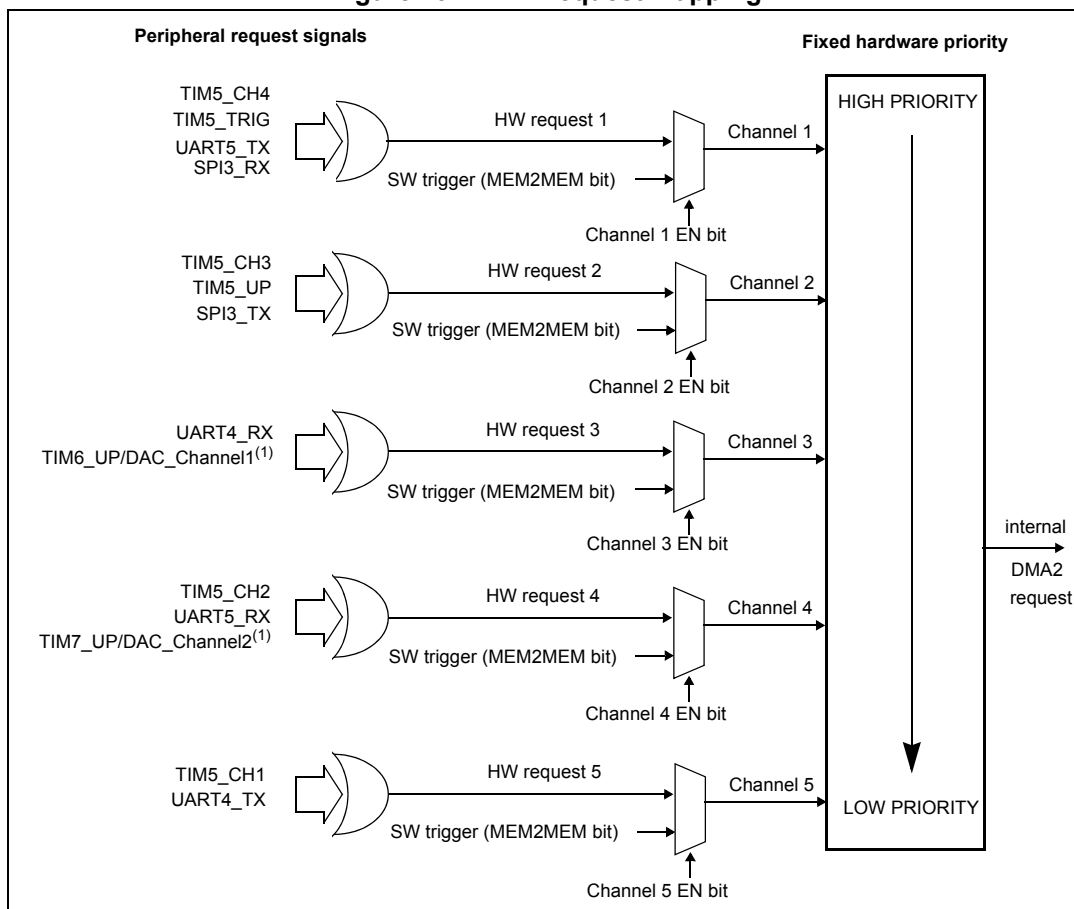 Peripheral request signals
Fixed hardware priority
TIM5_CH4
TIM5_TRIG
UART5_TX
SPI3_RX
HW request 1
SW trigger (MEM2MEM bit)
Channel 1
Channel 1 EN bit
HIGH PRIORITY
TIM5_CH3
TIM5_UP
SPI3_TX
HW request 2
SW trigger (MEM2MEM bit)
Channel 2
Channel 2 EN bit
UART4_RX
TIM6_UP/DAC_Channel1(1)
HW request 3
SW trigger (MEM2MEM bit)
Channel 3
Channel 3 EN bit
internal
DMA2
request
TIM5_CH2
UART5_RX
TIM7_UP/DAC_Channel2(1)
HW request 4
SW trigger (MEM2MEM bit)
Channel 4
Channel 4 EN bit
TIM5_CH1
UART4_TX
HW request 5
SW trigger (MEM2MEM bit)
Channel 5
Channel 5 EN bit
LOW PRIORITY